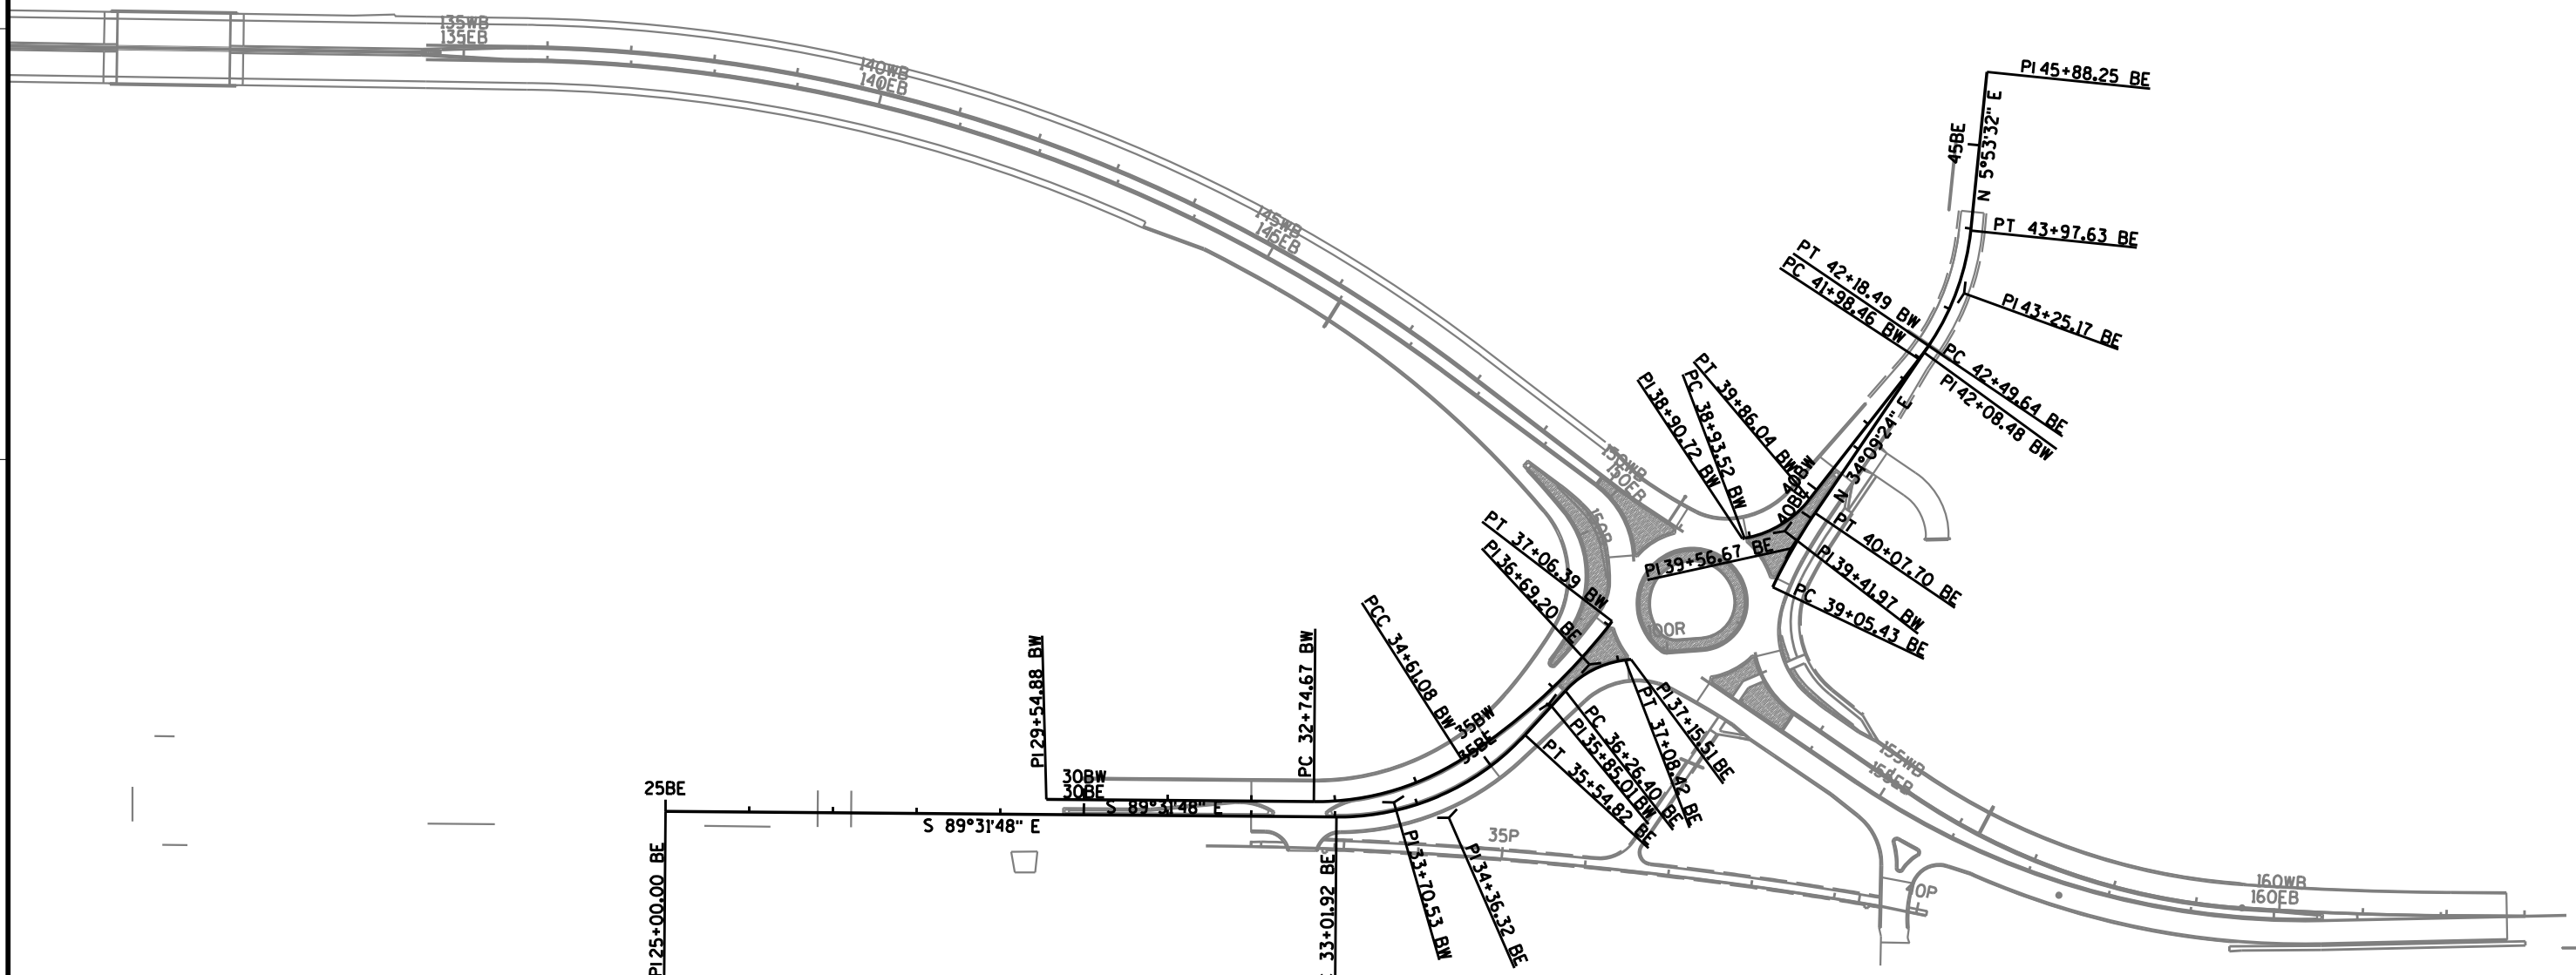 135WB
135EB
140WB
140EB
145WB
145EB
PI 45+88.25 BE
45BE
N 5°53'32" E
PT 43+97.63 BE
PI 43+25.17 BE
PT 42+18.49 BW
PC 41+98.46 BW
PC 42+49.64 BE
PI 42+08.48 BW
N 34°09'24" E
PT 39+86.04 BW
PC 38+93.52 BW
PI 38+90.72 BW
40BW
40BE
150WB
150EB
PT 40+07.70 BE
PI 39+41.97 BW
PC 39+05.43 BE
PI 39+56.67 BE
PT 37+06.39 BW
PI 36+69.20 BE
100R
PCC 34+61.08 BW
35BW
35BE
PI 37+15.51 BE
PT 37+08.42 BE
PC 36+26.40 BE
PI 35+85.01 BW
PT 35+54.82 BE
PI 29+54.88 BW
PC 32+74.67 BW
25BE
30BW
30BE
S 89°31'48" E
S 89°31'48" E
PI 25+00.00 BE
33+01.92 BE
PI 33+70.53 BW
PI 34+36.32 BE
35P
155WB
155EB
160WB
160EB